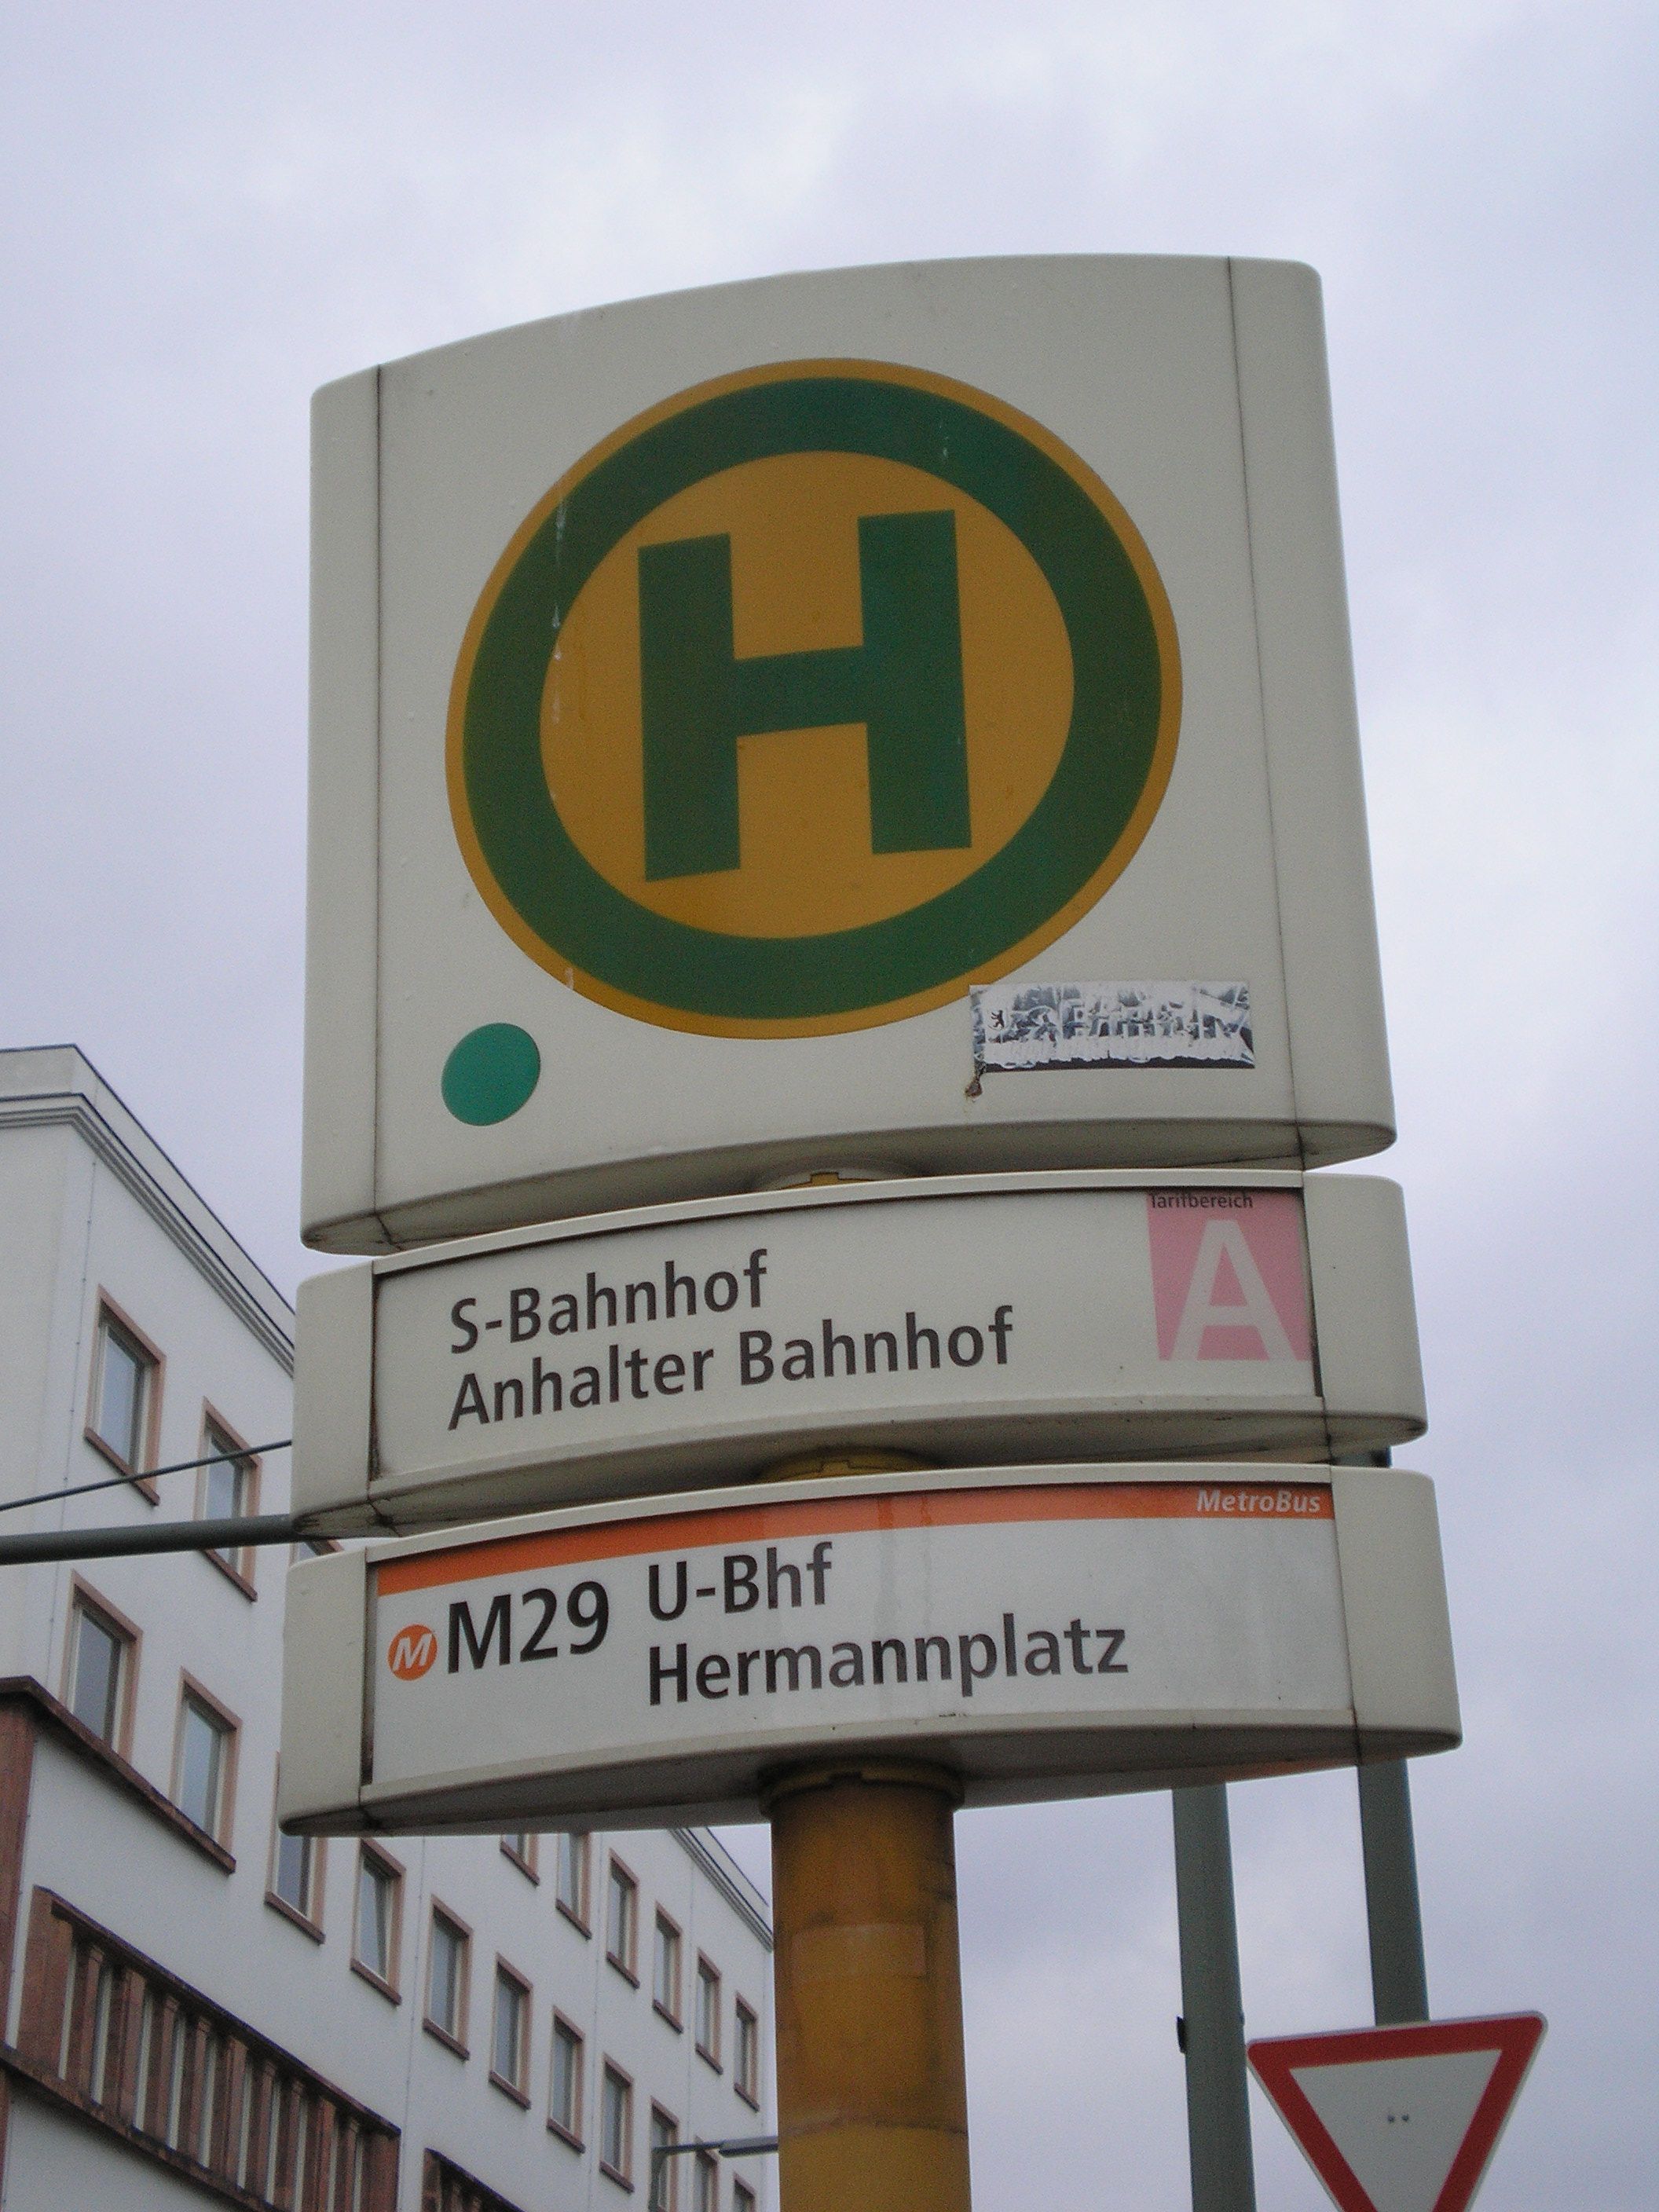 H
Tarifbereich
A
S-Bahnhof
Anhalter Bahnhof
MetroBus
M M29 U-Bhf
Hermannplatz